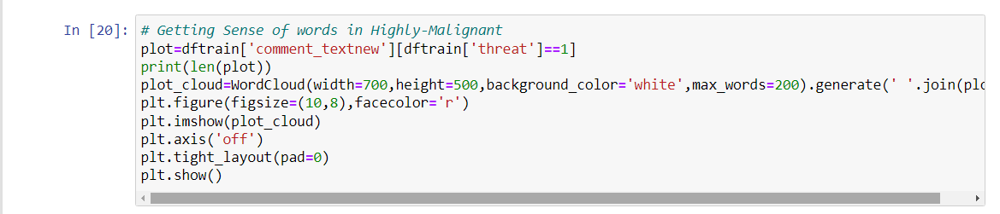 In [20]: # Getting Sense of words in Highly-Malignant
plot=dftrain['comment_textnew'][dftrain['threat']==1]
print(len(plot))
plot_cloud=WordCloud(width=700,height=500,background_color='white',max_words=200).generate(' '.join(
plt.figure(figsize=(10,8),facecolor='r')
plt.imshow(plot_cloud)
plt.axis('off')
plt.tight_layout(pad=0)
plt.show()